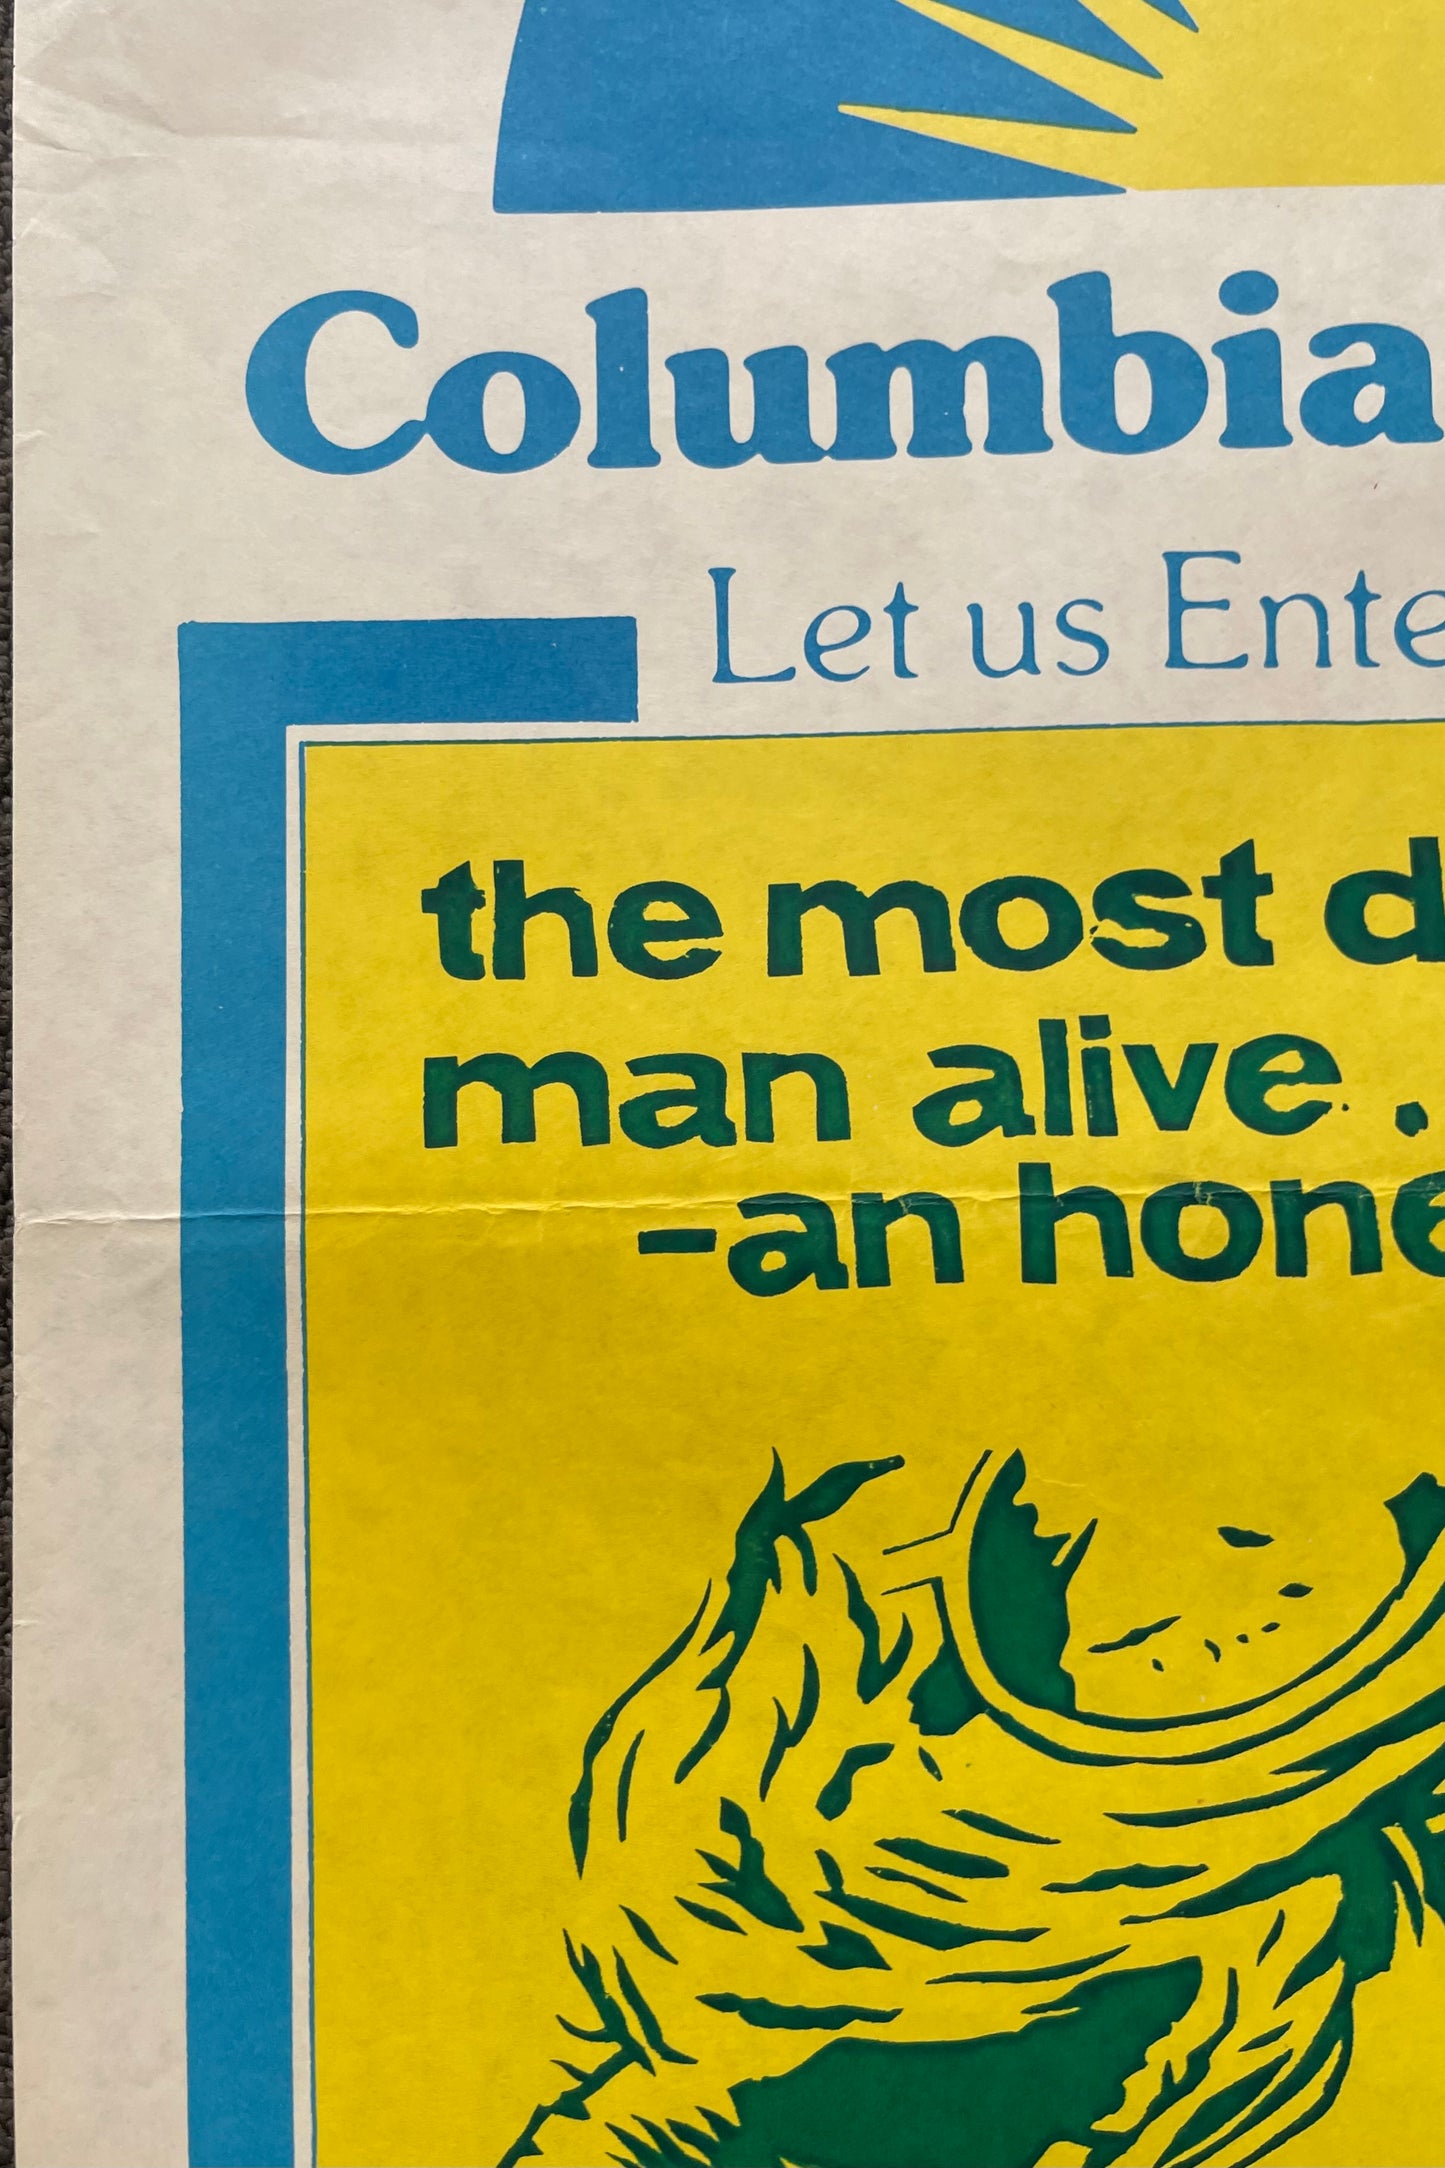 Columbia
Let us Ente
the most d
man alive .
-an hone